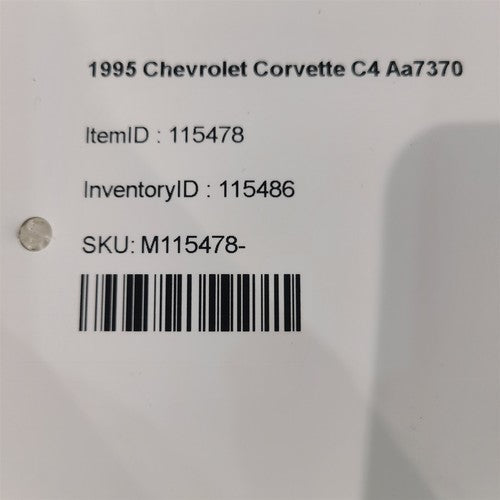 1995 Chevrolet Corvette C4 Aa7370
ItemID : 115478
InventoryID : 115486
SKU: M115478-